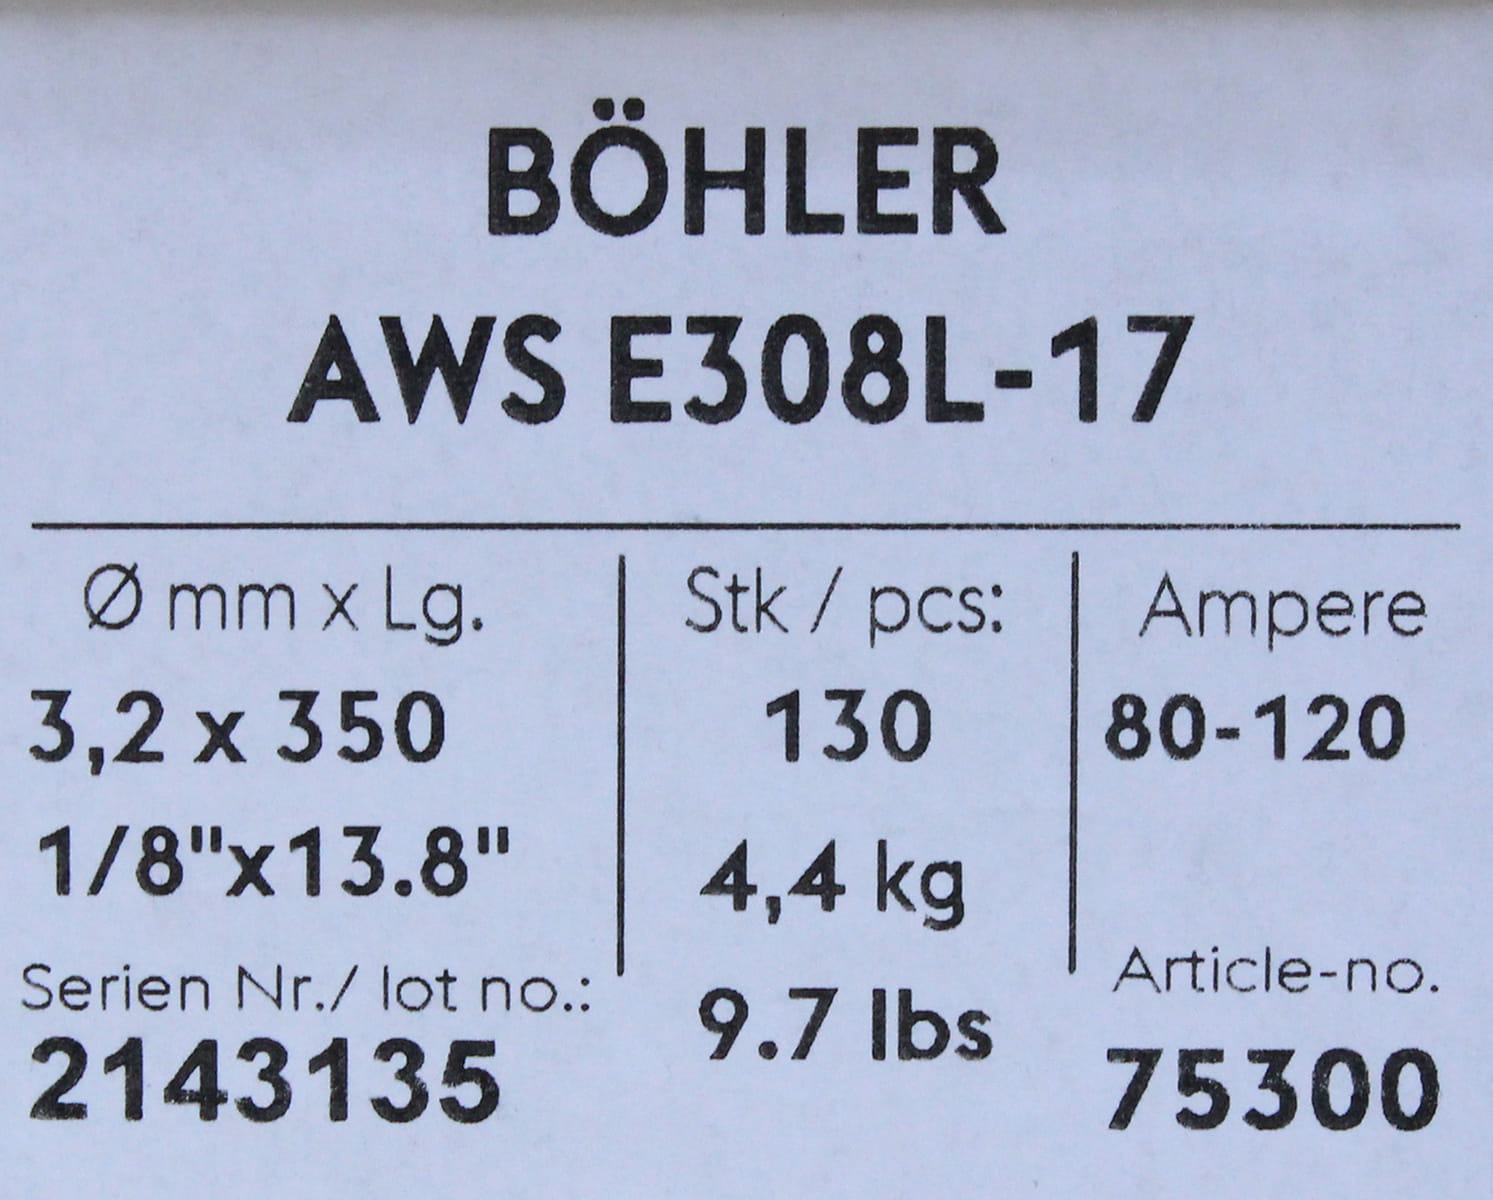 BÖHLER
AWS E308L-17
Ø mm x Lg.
3,2 x 350
1/8"x13.8"
Serien Nr./ lot no.:
2143135
Stk / pcs:
130
4,4 kg
9.7 lbs
Ampere
80-120
Article-no.
75300